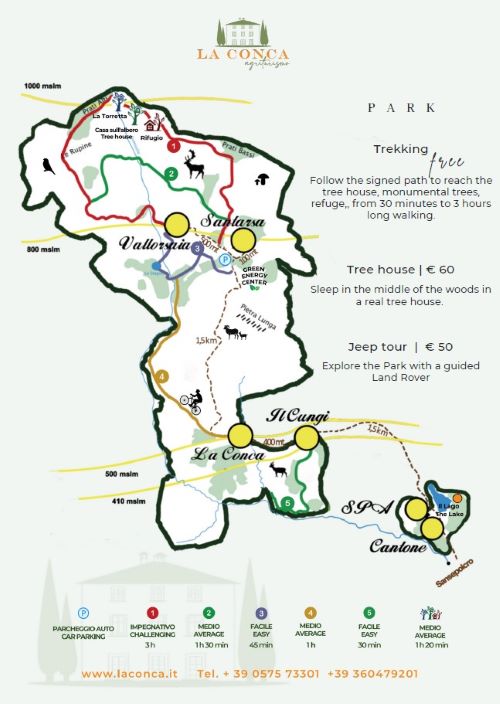 LA CONCA
agriturismo
1000 mslm
PARK
La Torretta
Casa sull'albero
Tree house
Rifugio
1
Prati Bassi
2
Trekking
free
Follow the signed path to reach the
tree house, monumental trees,
refuge,, from 30 minutes to 3 hours
long walking.
Santarsa
Vallorsaia
800 mslm
3
P
GREEN
ENERGY
CENTER
Tree house | € 60
Sleep in the middle of the woods in
a real tree house.
Pietra Lunga
1,5km
Jeep tour | € 50
Explore the Park with a guided
Land Rover
4
Il Cungi
1,5km
400mt
La Conca
500 mslm
410 mslm
5
SPA
Il Lago
The Lake
Cantone
Sansepolcro
P
PARCHEGGIO AUTO
CAR PARKING
1
IMPEGNATIVO
CHALLENGING
3 h
2
MEDIO
AVERAGE
1 h 30 min
3
FACILE
EASY
45 min
4
MEDIO
AVERAGE
1 h
5
FACILE
EASY
30 min
MEDIO
AVERAGE
1 h 20 min
www.laconca.it Tel. + 39 0575 73301 +39 360479201